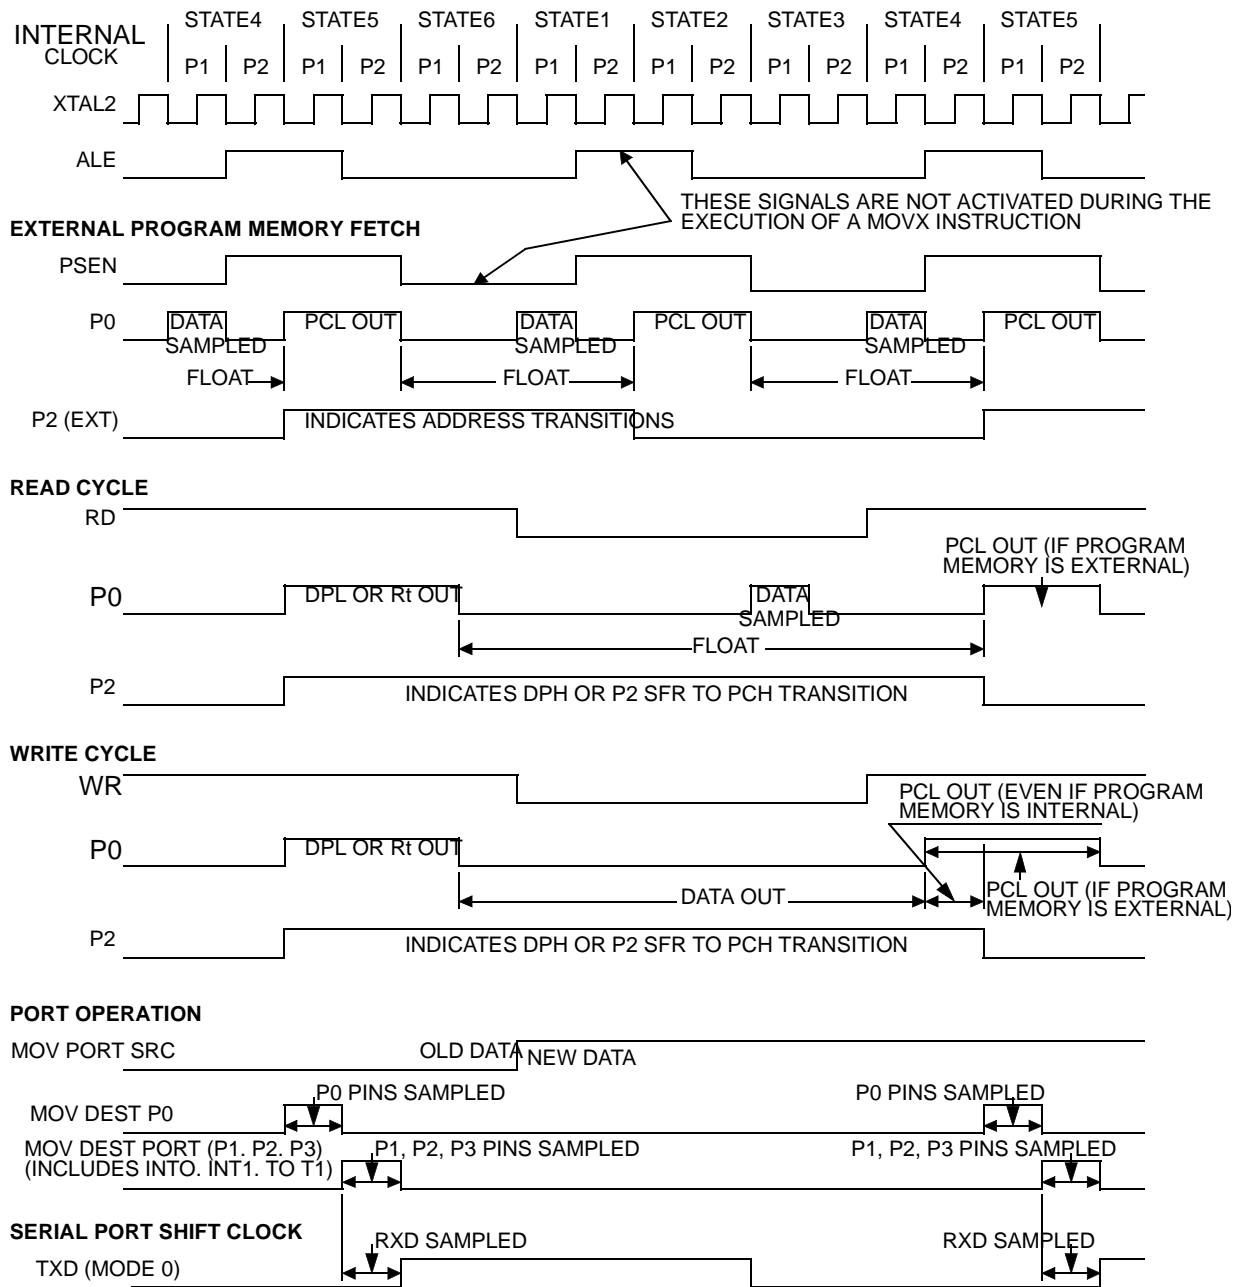 INTERNAL CLOCK
STATE4 STATE5 STATE6 STATE1 STATE2 STATE3 STATE4 STATE5
P1 P2 P1 P2 P1 P2 P1 P2 P1 P2 P1 P2 P1 P2 P1 P2
XTAL2
ALE
THESE SIGNALS ARE NOT ACTIVATED DURING THE
EXECUTION OF A MOVX INSTRUCTION
EXTERNAL PROGRAM MEMORY FETCH
PSEN
P0 DATA SAMPLED PCL OUT DATA SAMPLED PCL OUT DATA SAMPLED PCL OUT
FLOAT FLOAT FLOAT
P2 (EXT) INDICATES ADDRESS TRANSITIONS
READ CYCLE
RD
PCL OUT (IF PROGRAM
MEMORY IS EXTERNAL)
P0 DPL OR Rt OUT DATA SAMPLED
FLOAT
P2 INDICATES DPH OR P2 SFR TO PCH TRANSITION
WRITE CYCLE
WR
PCL OUT (EVEN IF PROGRAM
MEMORY IS INTERNAL)
P0 DPL OR Rt OUT
DATA OUT
PCL OUT (IF PROGRAM
MEMORY IS EXTERNAL)
P2 INDICATES DPH OR P2 SFR TO PCH TRANSITION
PORT OPERATION
MOV PORT SRC OLD DATA NEW DATA
P0 PINS SAMPLED P0 PINS SAMPLED
MOV DEST P0
MOV DEST PORT (P1. P2. P3) P1, P2, P3 PINS SAMPLED P1, P2, P3 PINS SAMPLED
(INCLUDES INTO. INT1. TO T1)
SERIAL PORT SHIFT CLOCK
RXD SAMPLED RXD SAMPLED
TXD (MODE 0)